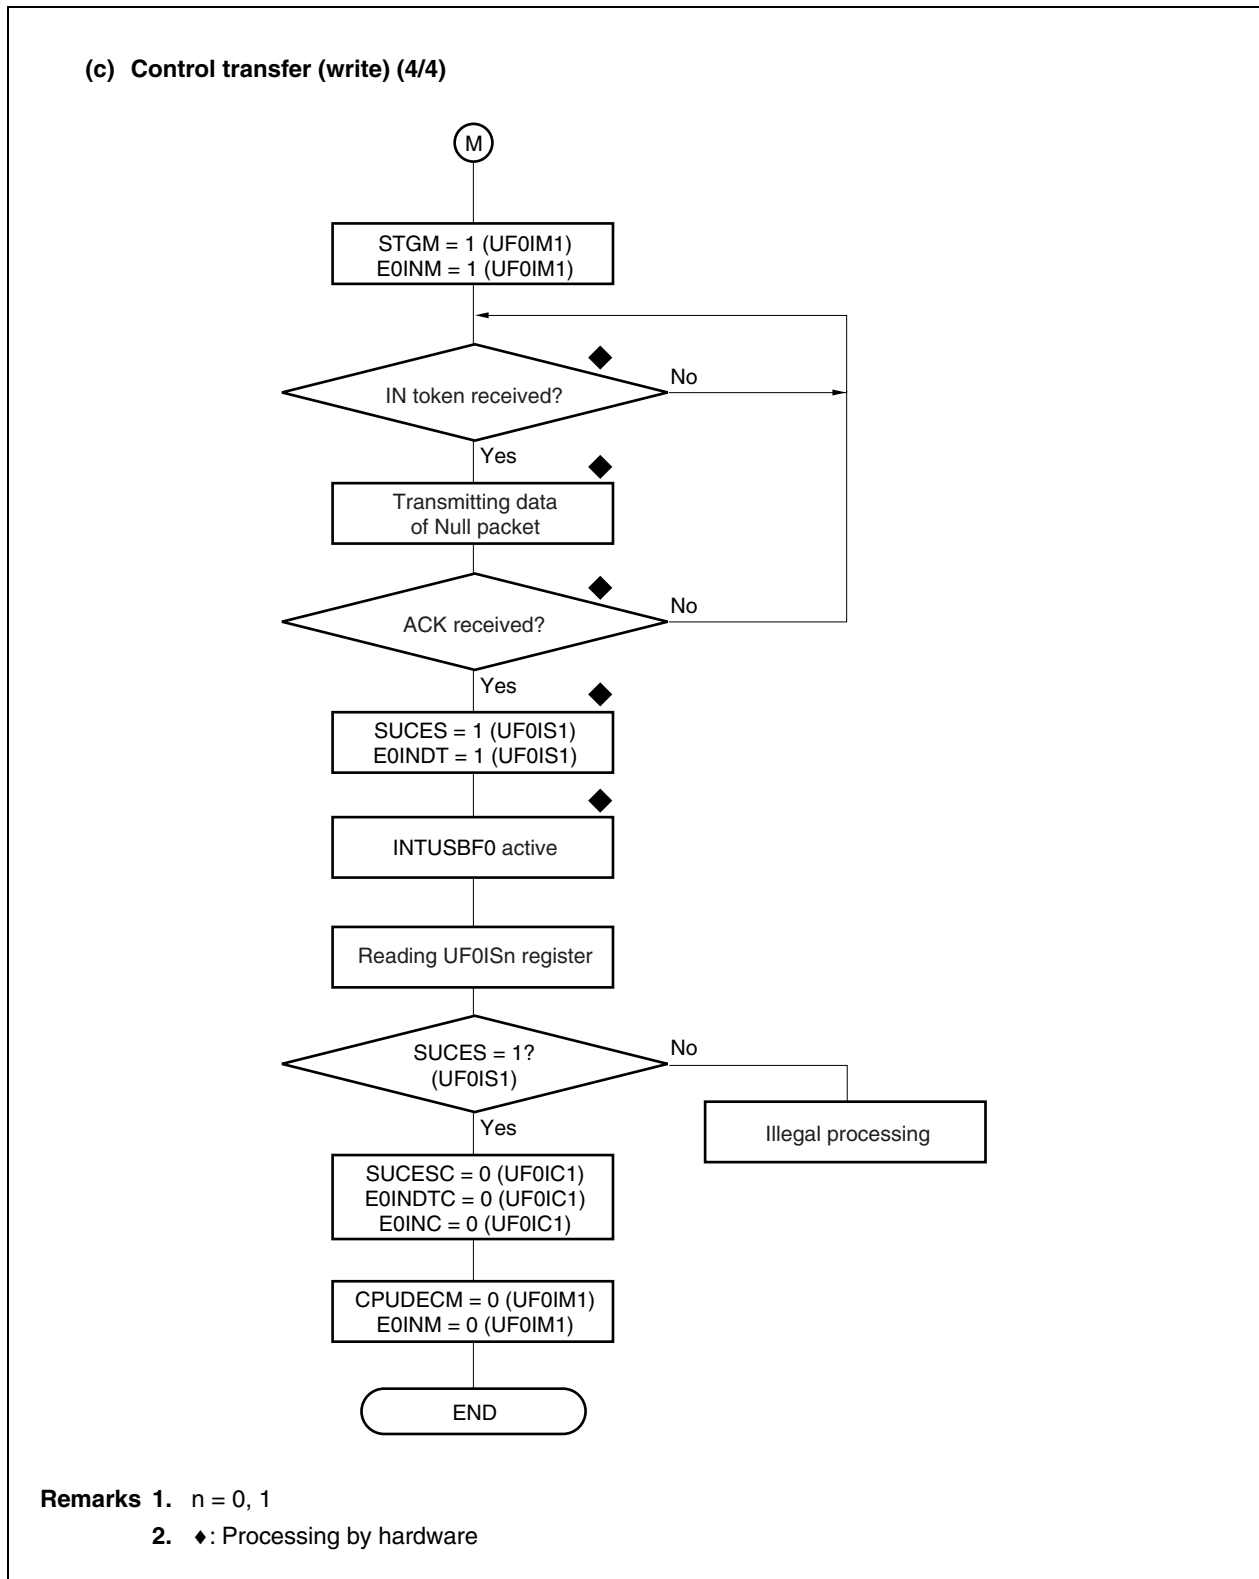 (c) Control transfer (write) (4/4)
M
STGM = 1 (UF0IM1)
E0INM = 1 (UF0IM1)
IN token received?
No
Yes
Transmitting data
of Null packet
ACK received?
No
Yes
SUCES = 1 (UF0IS1)
E0INDT = 1 (UF0IS1)
INTUSBF0 active
Reading UF0ISn register
SUCES = 1?
(UF0IS1)
No
Illegal processing
Yes
SUCESC = 0 (UF0IC1)
E0INDTC = 0 (UF0IC1)
E0INC = 0 (UF0IC1)
CPUDECM = 0 (UF0IM1)
E0INM = 0 (UF0IM1)
END
Remarks 1. n = 0, 1
2. ♦: Processing by hardware